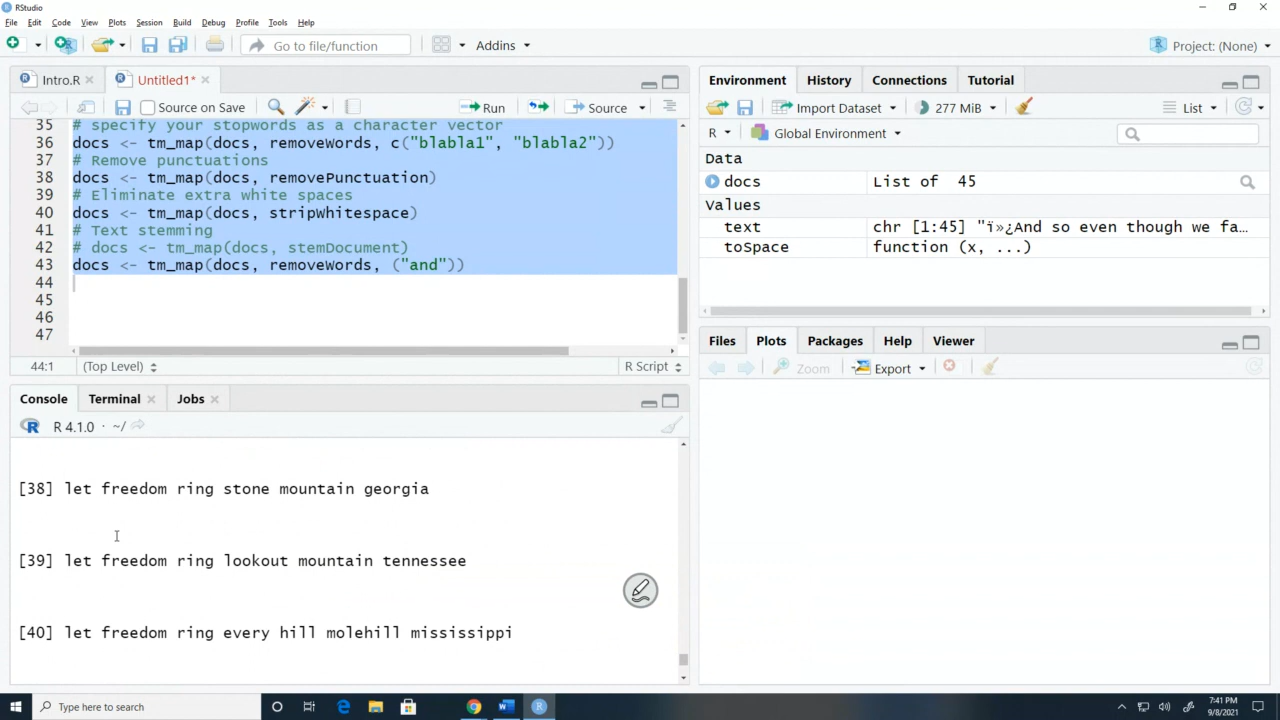 RStudio
File Edit Code View Plots Session Build Debug Profile Tools Help
Go to file/function Addins Project: (None)
Intro.R Untitled1*
Source on Save Run Source
35 # specify your stopwords as a character vector
36 docs <- tm_map(docs, removeWords, c("blabla1", "blabla2"))
37 # Remove punctuations
38 docs <- tm_map(docs, removePunctuation)
39 # Eliminate extra white spaces
40 docs <- tm_map(docs, stripWhitespace)
41 # Text stemming
42 # docs <- tm_map(docs, stemDocument)
43 docs <- tm_map(docs, removeWords, ("and"))
44
45
46
47
44:1 (Top Level) R Script
Console Terminal Jobs
R 4.1.0 · ~/
[38] let freedom ring stone mountain georgia
[39] let freedom ring lookout mountain tennessee
[40] let freedom ring every hill molehill mississippi
Environment History Connections Tutorial
Import Dataset 277 MiB List
R Global Environment
Data
docs List of 45
Values
text chr [1:45] "ï»¿And so even though we fa…
toSpace function (x, ...)
Files Plots Packages Help Viewer
Zoom Export
Type here to search
7:41 PM
9/8/2021